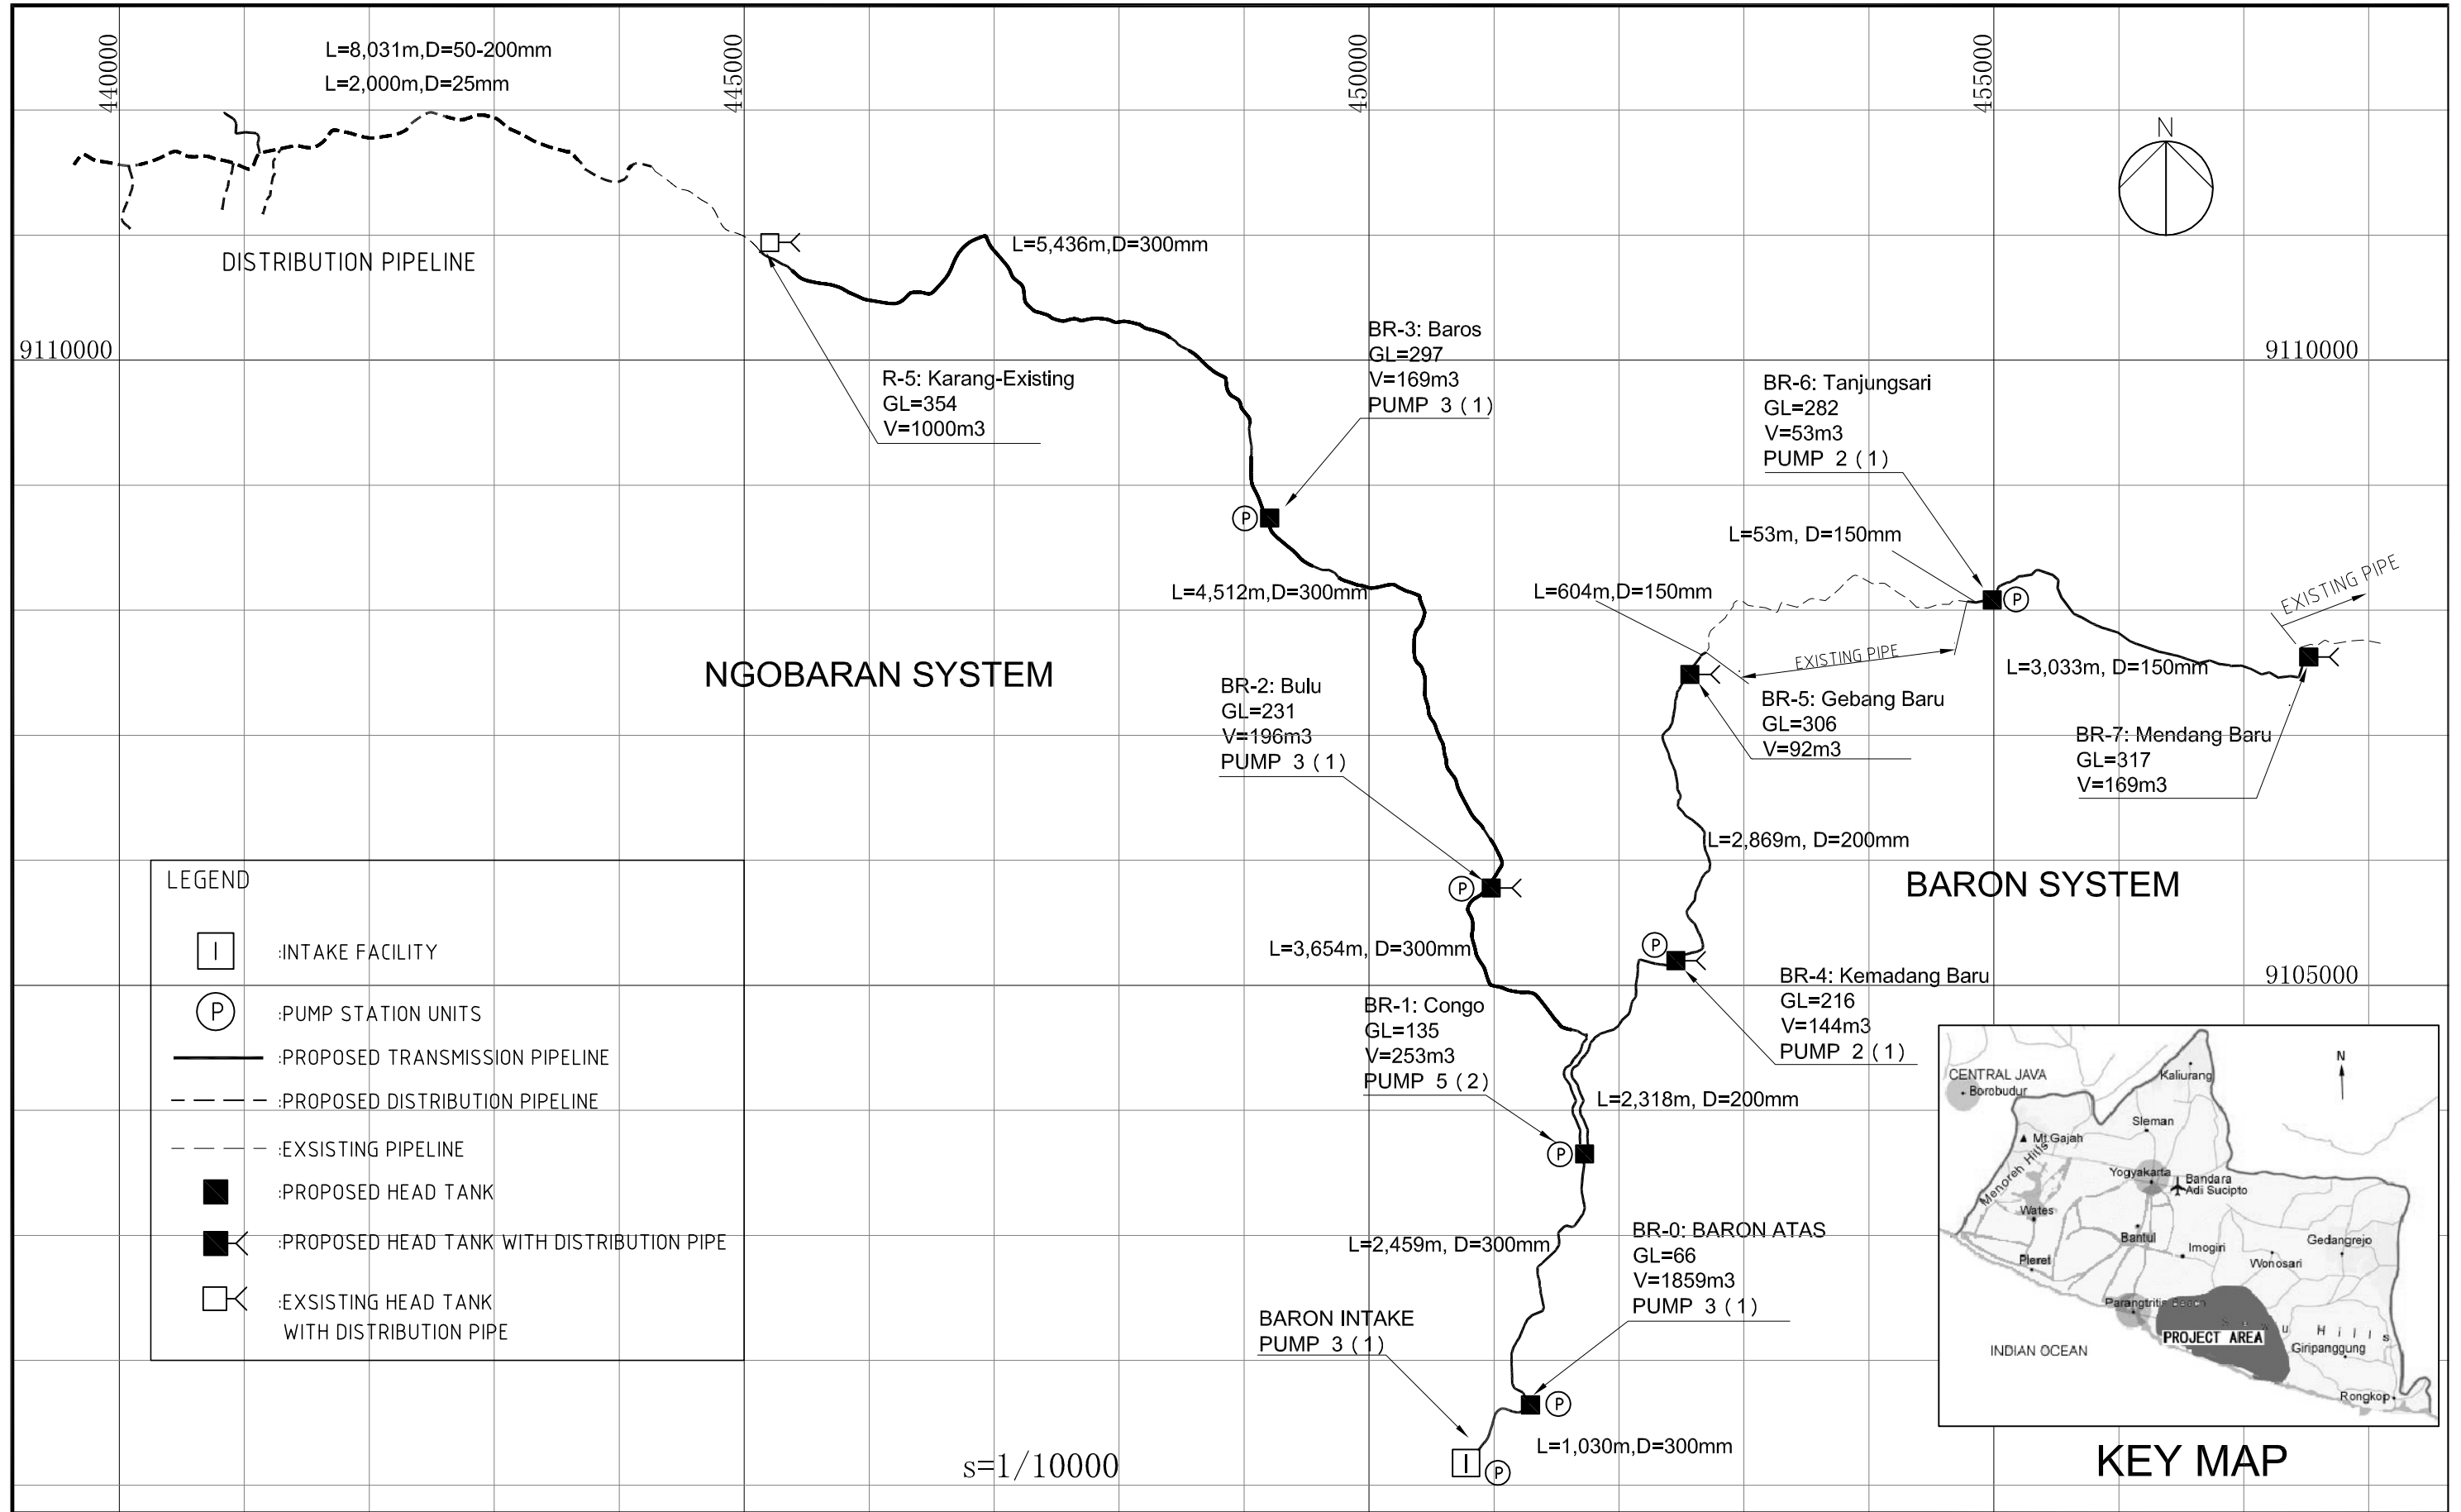 440000
445000
450000
455000
L=8,031m,D=50-200mm
L=2,000m,D=25mm
N
DISTRIBUTION PIPELINE
L=5,436m,D=300mm
9110000
9110000
BR-3: Baros
GL=297
V=169m3
PUMP 3 ( 1 )
R-5: Karang-Existing
GL=354
V=1000m3
BR-6: Tanjungsari
GL=282
V=53m3
PUMP 2 ( 1 )
P
L=53m, D=150mm
L=4,512m,D=300mm
L=604m,D=150mm
P
EXISTING PIPE
EXISTING PIPE
L=3,033m, D=150mm
NGOBARAN SYSTEM
BR-2: Bulu
GL=231
V=196m3
PUMP 3 ( 1 )
BR-5: Gebang Baru
GL=306
V=92m3
BR-7: Mendang Baru
GL=317
V=169m3
L=2,869m, D=200mm
BARON SYSTEM
P
L=3,654m, D=300mm
P
BR-4: Kemadang Baru
GL=216
V=144m3
PUMP 2 ( 1 )
9105000
BR-1: Congo
GL=135
V=253m3
PUMP 5 ( 2 )
L=2,318m, D=200mm
P
L=2,459m, D=300mm
BR-0: BARON ATAS
GL=66
V=1859m3
PUMP 3 ( 1 )
BARON INTAKE
PUMP 3 ( 1 )
P
L=1,030m,D=300mm
I
P
s=1/10000
LEGEND
I :INTAKE FACILITY
P :PUMP STATION UNITS
:PROPOSED TRANSMISSION PIPELINE
:PROPOSED DISTRIBUTION PIPELINE
:EXSISTING PIPELINE
:PROPOSED HEAD TANK
:PROPOSED HEAD TANK WITH DISTRIBUTION PIPE
:EXSISTING HEAD TANK
WITH DISTRIBUTION PIPE
N
CENTRAL JAVA
Borobudur
Kaliurang
Sleman
Mt.Gajah
Menoreh Hills
Yogyakarta
Bandara
Adi Sucipto
Wates
Bantul
Imogiri
Gedangrejo
Pleret
Wonosari
Parangtritis Beach
PROJECT AREA
Hills
Giripanggung
INDIAN OCEAN
Rongkop
KEY MAP